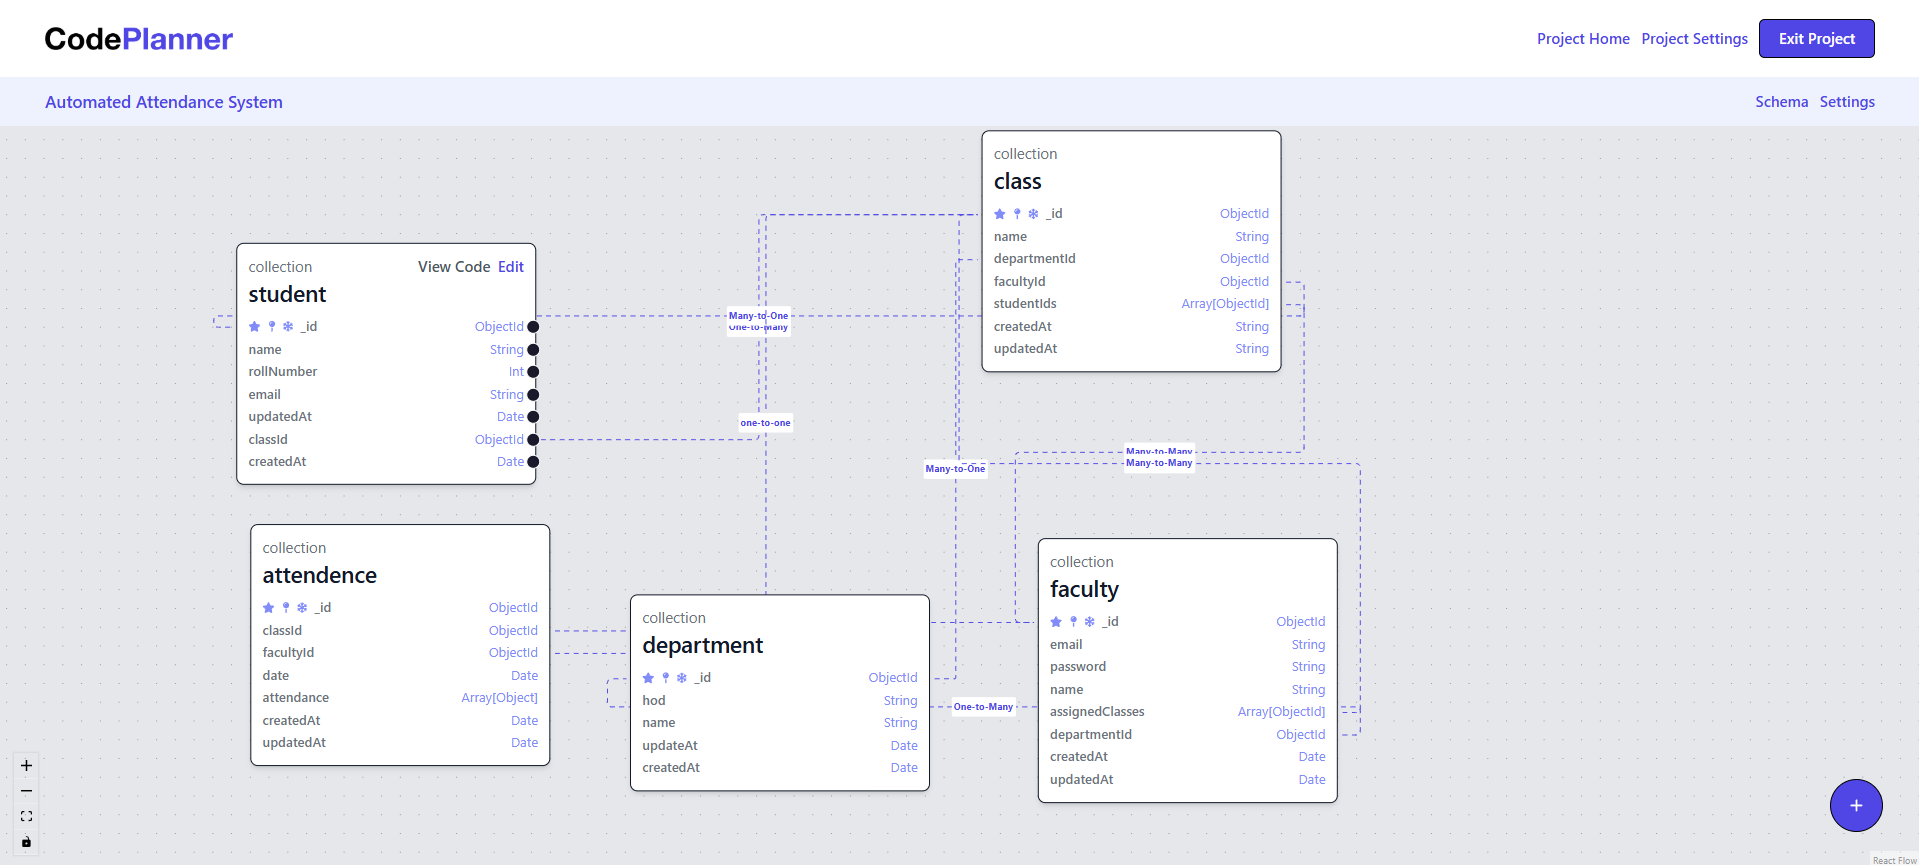 CodePlanner
Project Home Project Settings Exit Project
Automated Attendance System
Schema Settings
collection
class
_id ObjectId
name String
departmentId ObjectId
facultyId ObjectId
studentIds Array[ObjectId]
createdAt String
updatedAt String
collection View Code Edit
student
_id ObjectId
name String
rollNumber Int
email String
updatedAt Date
classId ObjectId
createdAt Date
Many-to-One
One-to-Many
one-to-one
Many-to-One
Many-to-Many
Many-to-Many
collection
attendence
_id ObjectId
classId ObjectId
facultyId ObjectId
date Date
attendance Array[Object]
createdAt Date
updatedAt Date
collection
department
_id ObjectId
hod String
name String
updateAt Date
createdAt Date
One-to-Many
collection
faculty
_id ObjectId
email String
password String
name String
assignedClasses Array[ObjectId]
departmentId ObjectId
createdAt Date
updatedAt Date
React Flow